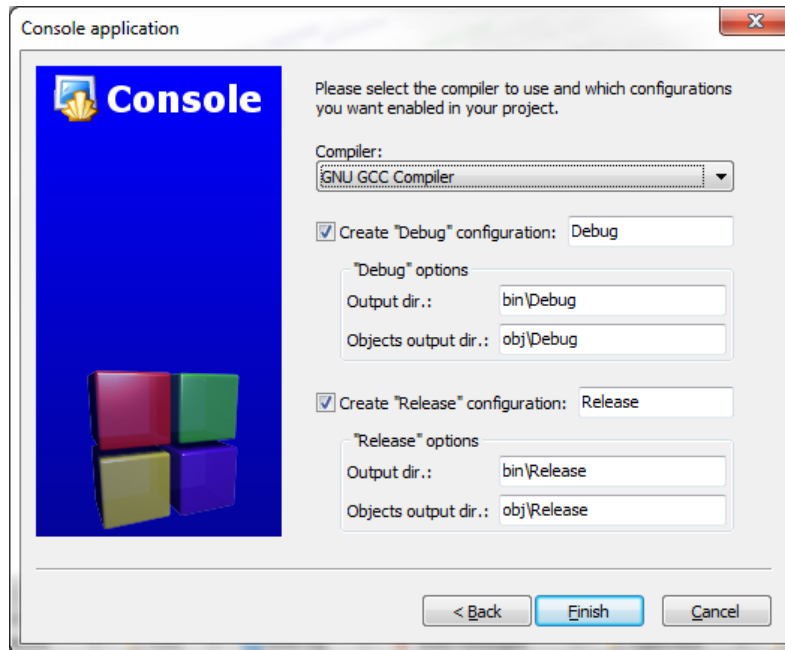 Console application
X
Console
Please select the compiler to use and which configurations
you want enabled in your project.
Compiler:
GNU GCC Compiler
Create "Debug" configuration: Debug
"Debug" options
Output dir.: bin\Debug
Objects output dir.: obj\Debug
Create "Release" configuration: Release
"Release" options
Output dir.: bin\Release
Objects output dir.: obj\Release
< Back Finish Cancel